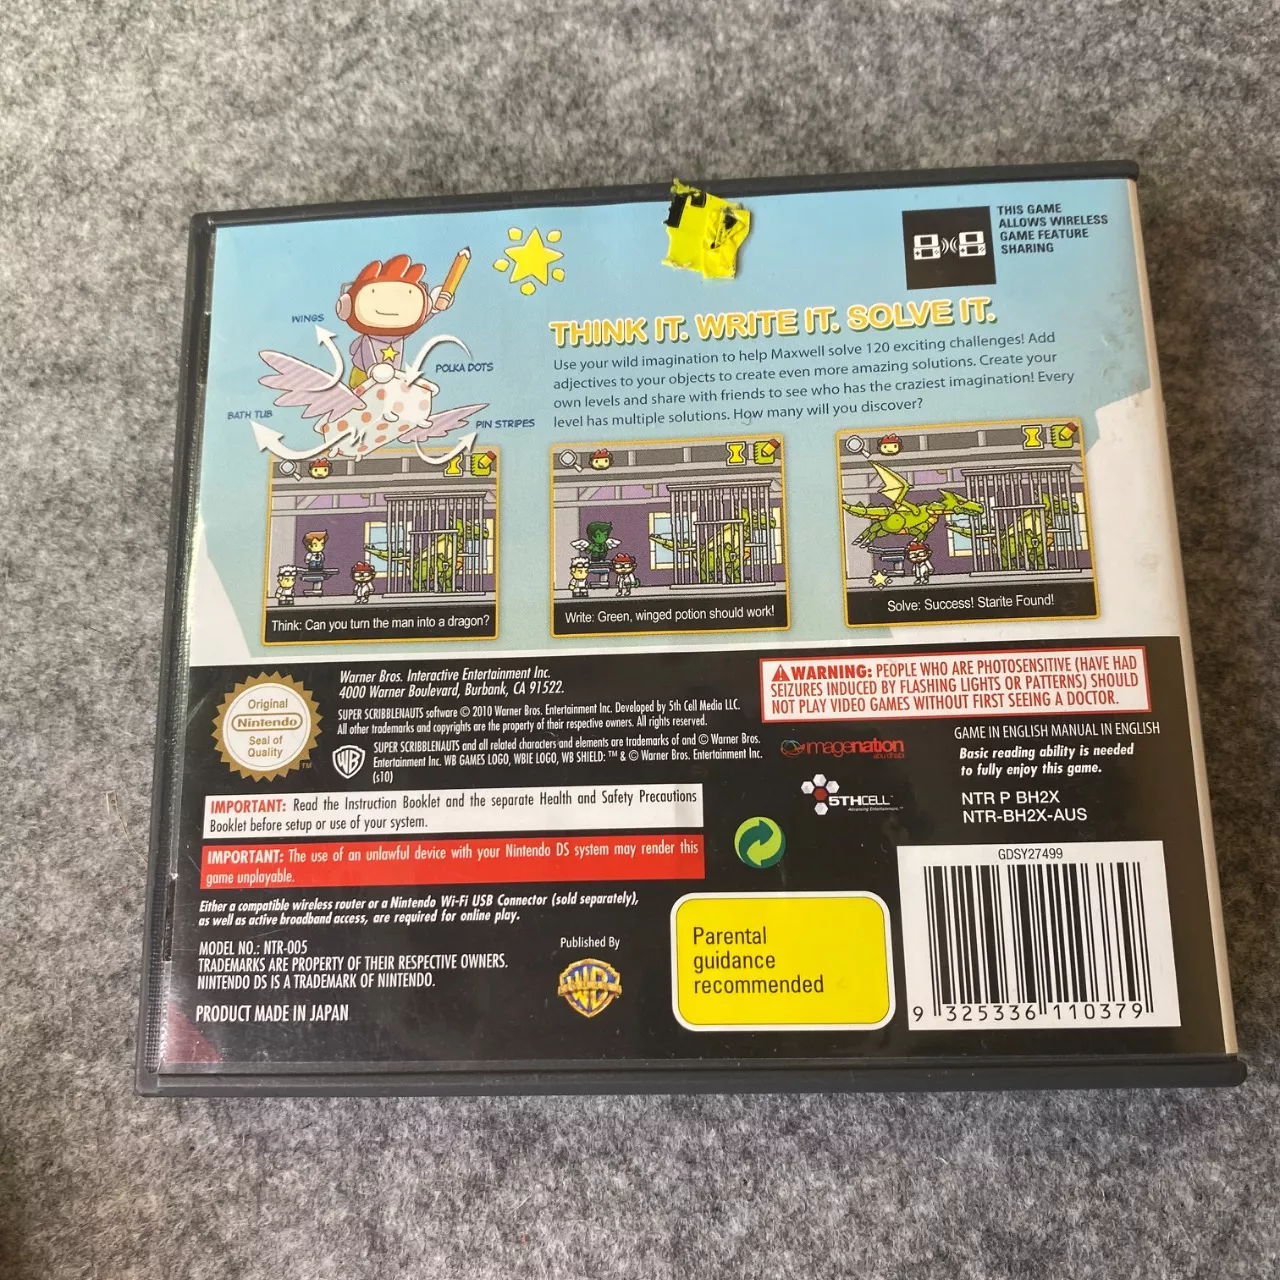 THIS GAME
ALLOWS WIRELESS
GAME FEATURE
SHARING
WINGS
POLKA DOTS
BATH TUB
PIN STRIPES
THINK IT. WRITE IT. SOLVE IT.
Use your wild imagination to help Maxwell solve 120 exciting challenges! Add
adjectives to your objects to create even more amazing solutions. Create your
own levels and share with friends to see who has the craziest imagination! Every
level has multiple solutions. How many will you discover?
Think: Can you turn the man into a dragon?
Write: Green, winged potion should work!
Solve: Success! Starite Found!
Original
Nintendo
Seal of
Quality
TM
Warner Bros. Interactive Entertainment Inc.
4000 Warner Boulevard, Burbank, CA 91522.
SUPER SCRIBBLENAUTS software © 2010 Warner Bros. Entertainment Inc. Developed by 5th Cell Media LLC.
All other trademarks and copyrights are the property of their respective owners. All rights reserved.
SUPER SCRIBBLENAUTS and all related characters and elements are trademarks of and © Warner Bros.
Entertainment Inc. WB GAMES LOGO, WBIE LOGO, WB SHIELD: ™ & © Warner Bros. Entertainment Inc.
(s10)
WARNING: PEOPLE WHO ARE PHOTOSENSITIVE (HAVE HAD
SEIZURES INDUCED BY FLASHING LIGHTS OR PATTERNS) SHOULD
NOT PLAY VIDEO GAMES WITHOUT FIRST SEEING A DOCTOR.
imagenation
abu dhabi
GAME IN ENGLISH MANUAL IN ENGLISH
Basic reading ability is needed
to fully enjoy this game.
5THCELL
NTR P BH2X
NTR-BH2X-AUS
IMPORTANT: Read the Instruction Booklet and the separate Health and Safety Precautions
Booklet before setup or use of your system.
IMPORTANT: The use of an unlawful device with your Nintendo DS system may render this
game unplayable.
Either a compatible wireless router or a Nintendo Wi-Fi USB Connector (sold separately),
as well as active broadband access, are required for online play.
MODEL NO.: NTR-005
TRADEMARKS ARE PROPERTY OF THEIR RESPECTIVE OWNERS.
NINTENDO DS IS A TRADEMARK OF NINTENDO.
PRODUCT MADE IN JAPAN
Published By
WB
Parental
guidance
recommended
GDSY27499
9 325336 110379